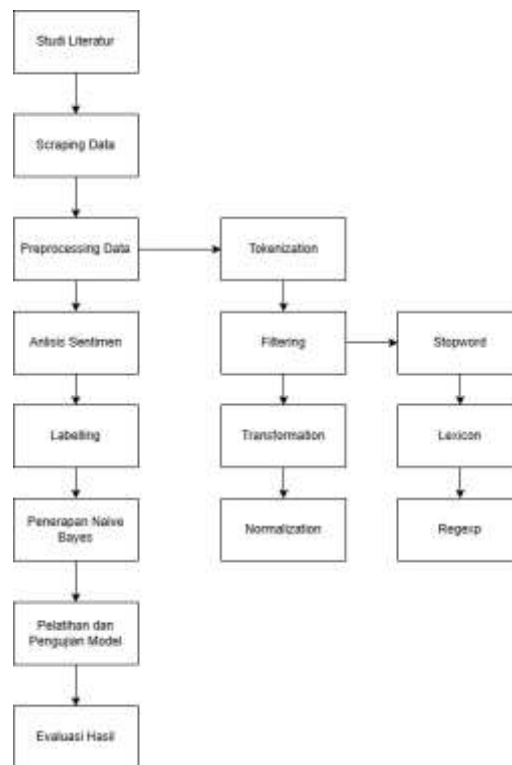 Studi Literatur
Scraping Data
Preprocessing Data
Tokenization
Anlisis Sentimen
Filtering
Stopword
Labelling
Transformation
Lexicon
Penerapan Naive
Bayes
Normalization
Regexp
Pelatihan dan
Pengujian Model
Evaluasi Hasil